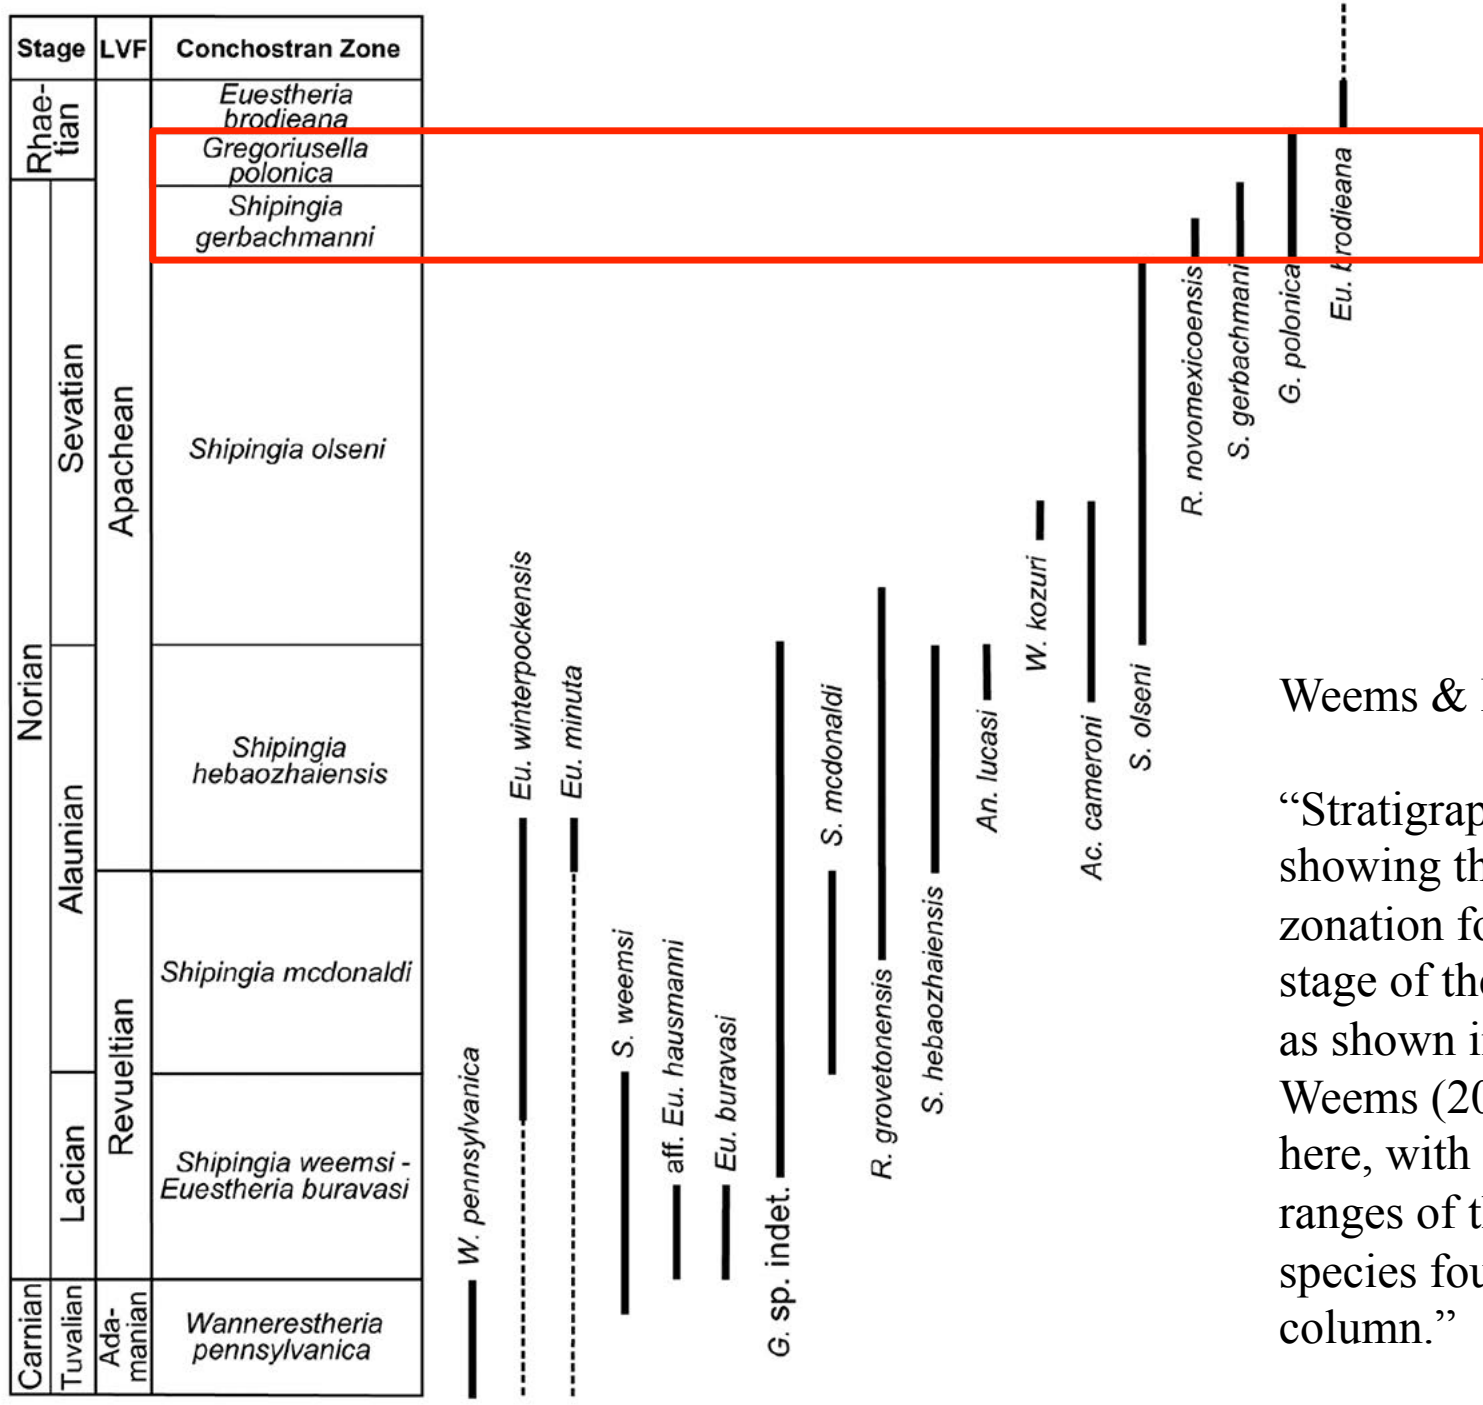 Stage LVF Conchostran Zone
Rhae-
tian
Norian
Carnian
Sevatian
Alaunian
Lacian
Tuvalian
Apachean
Revueltian
Ada-
manian
Euestheria
brodieana
Gregoriusella
polonica
Shipingia
gerbachmanni
Shipingia olseni
Shipingia
hebaozhaiensis
Shipingia mcdonaldi
Shipingia weemsi -
Euestheria buravasi
Wannerestheria
pennsylvanica
W. pennsylvanica
Eu. winterpockensis
Eu. minuta
S. weemsi
aff. Eu. hausmanni
Eu. buravasi
G. sp. indet.
S. mcdonaldi
R. grovetonensis
S. hebaozhaiensis
An. lucasi
W. kozuri
Ac. cameroni
S. olseni
R. novomexicoensis
S. gerbachmani
G. polonica
Eu. brodieana
Weems &
“Stratigrap
showing th
zonation fo
stage of the
as shown i
Weems (20
here, with
ranges of t
species fou
column.”